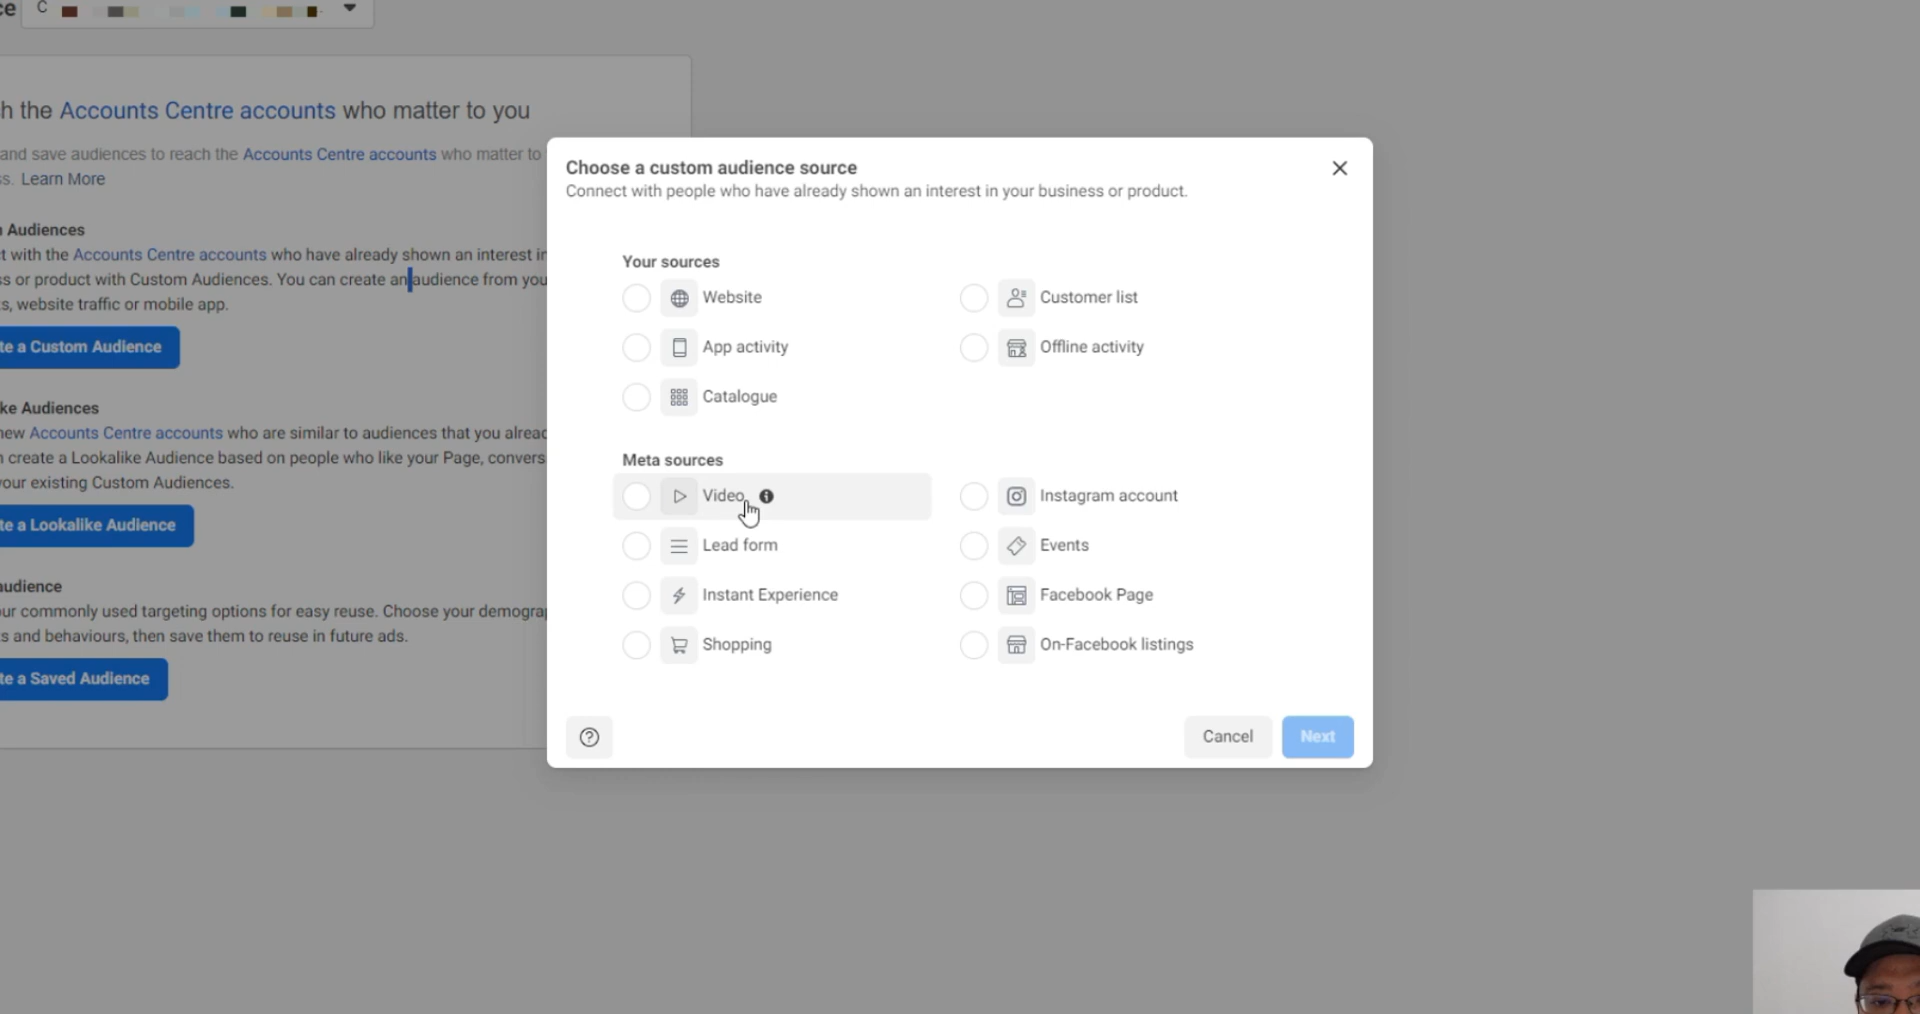 ce C
h the Accounts Centre accounts who matter to you
and save audiences to reach the Accounts Centre accounts who matter to
s. Learn More
Audiences
t with the Accounts Centre accounts who have already shown an interest in
ss or product with Custom Audiences. You can create an audience from you
s, website traffic or mobile app.
te a Custom Audience
ke Audiences
new Accounts Centre accounts who are similar to audiences that you alread
n create a Lookalike Audience based on people who like your Page, convers
our existing Custom Audiences.
te a Lookalike Audience
audience
ur commonly used targeting options for easy reuse. Choose your demograp
s and behaviours, then save them to reuse in future ads.
te a Saved Audience
Choose a custom audience source
Connect with people who have already shown an interest in your business or product.
Your sources
Website
Customer list
App activity
Offline activity
Catalogue
Meta sources
Video
Instagram account
Lead form
Events
Instant Experience
Facebook Page
Shopping
On-Facebook listings
Cancel
Next